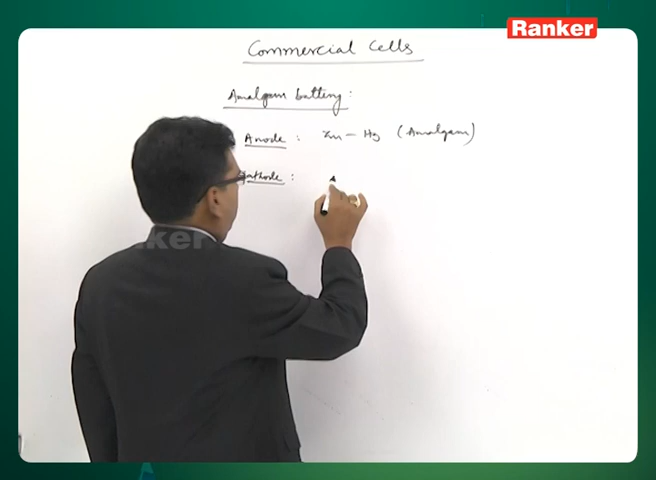 Ranker
Commercial Cells
Amalgam battery :
Anode : Zn - Hg (Amalgam)
Cathode :